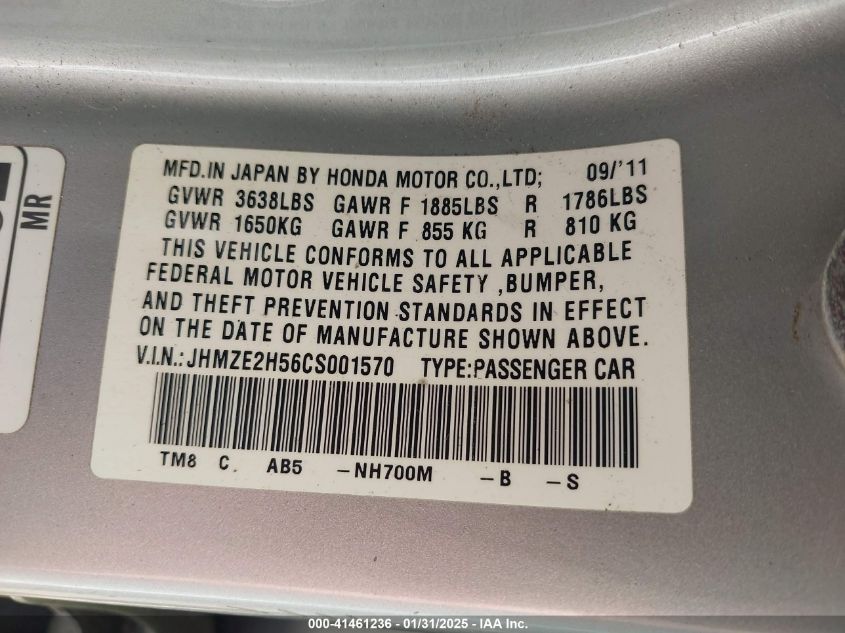 MFD.IN JAPAN BY HONDA MOTOR CO.,LTD; 09/'11
GVWR 3638LBS GAWR F 1885LBS R 1786LBS
GVWR 1650KG GAWR F 855 KG R 810 KG
THIS VEHICLE CONFORMS TO ALL APPLICABLE
FEDERAL MOTOR VEHICLE SAFETY ,BUMPER,
AND THEFT PREVENTION STANDARDS IN EFFECT
ON THE DATE OF MANUFACTURE SHOWN ABOVE.
V.I.N.: JHMZE2H56CS001570 TYPE:PASSENGER CAR
TM8 C. AB5 -NH700M -B -S
MR
000-41461236 - 01/31/2025 - IAA Inc.